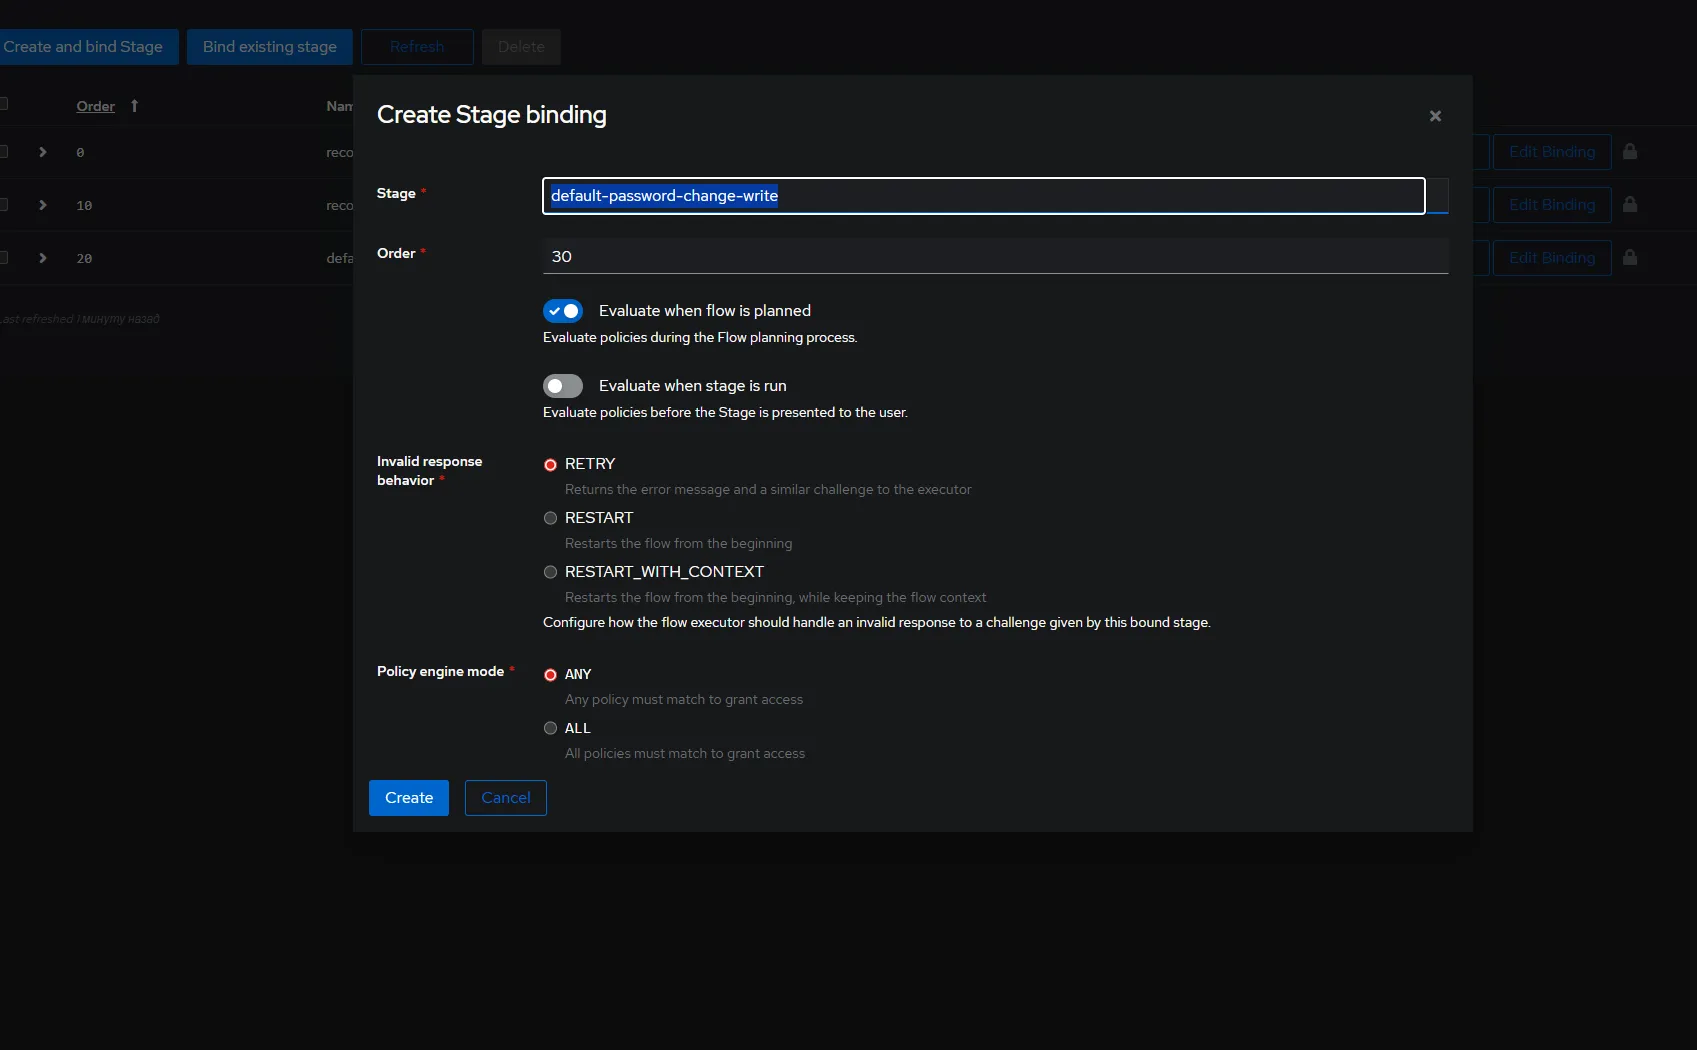 Create and bind Stage Bind existing stage Refresh Delete
Order Nam
Create Stage binding
0 reco Edit Binding
Stage * default-password-change-write
10 reco Edit Binding
Order * 30
20 defa Edit Binding
Evaluate when flow is planned
Last refreshed 1 минуту назад
Evaluate policies during the Flow planning process.
Evaluate when stage is run
Evaluate policies before the Stage is presented to the user.
Invalid response
behavior *
RETRY
Returns the error message and a similar challenge to the executor
RESTART
Restarts the flow from the beginning
RESTART_WITH_CONTEXT
Restarts the flow from the beginning, while keeping the flow context
Configure how the flow executor should handle an invalid response to a challenge given by this bound stage.
Policy engine mode *
ANY
Any policy must match to grant access
ALL
All policies must match to grant access
Create Cancel